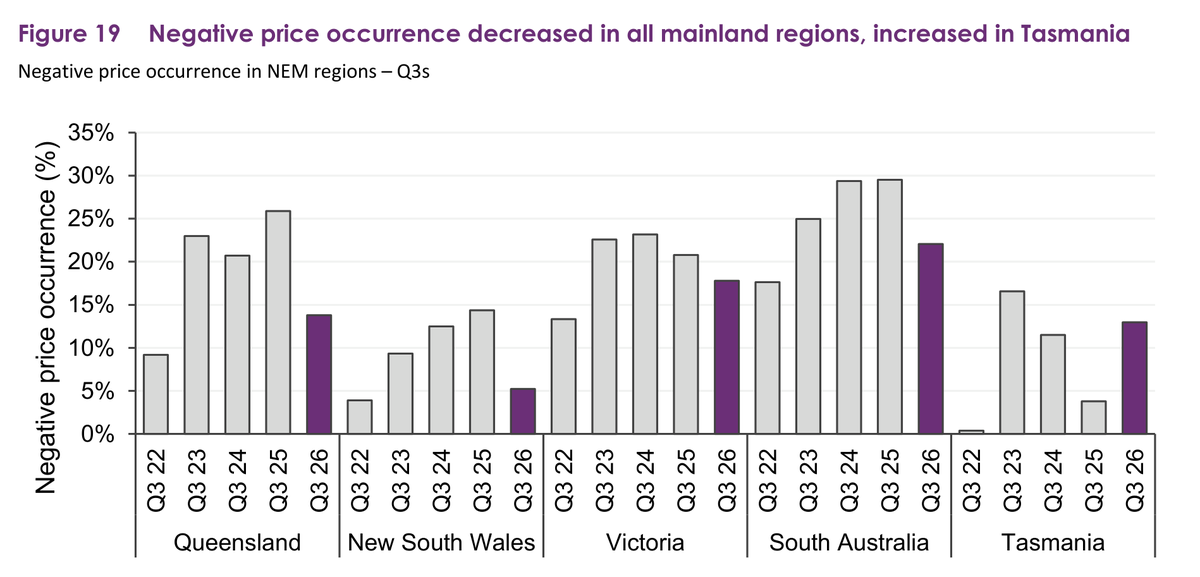 Figure 19 Negative price occurrence decreased in all mainland regions, increased in Tasmania
Negative price occurrence in NEM regions – Q3s
Negative price occurrence (%)
35%
30%
25%
20%
15%
10%
5%
0%
Q3 22 Q3 23 Q3 24 Q3 25 Q3 26 Q3 22 Q3 23 Q3 24 Q3 25 Q3 26 Q3 22 Q3 23 Q3 24 Q3 25 Q3 26 Q3 22 Q3 23 Q3 24 Q3 25 Q3 26 Q3 22 Q3 23 Q3 24 Q3 25 Q3 26
Queensland New South Wales Victoria South Australia Tasmania